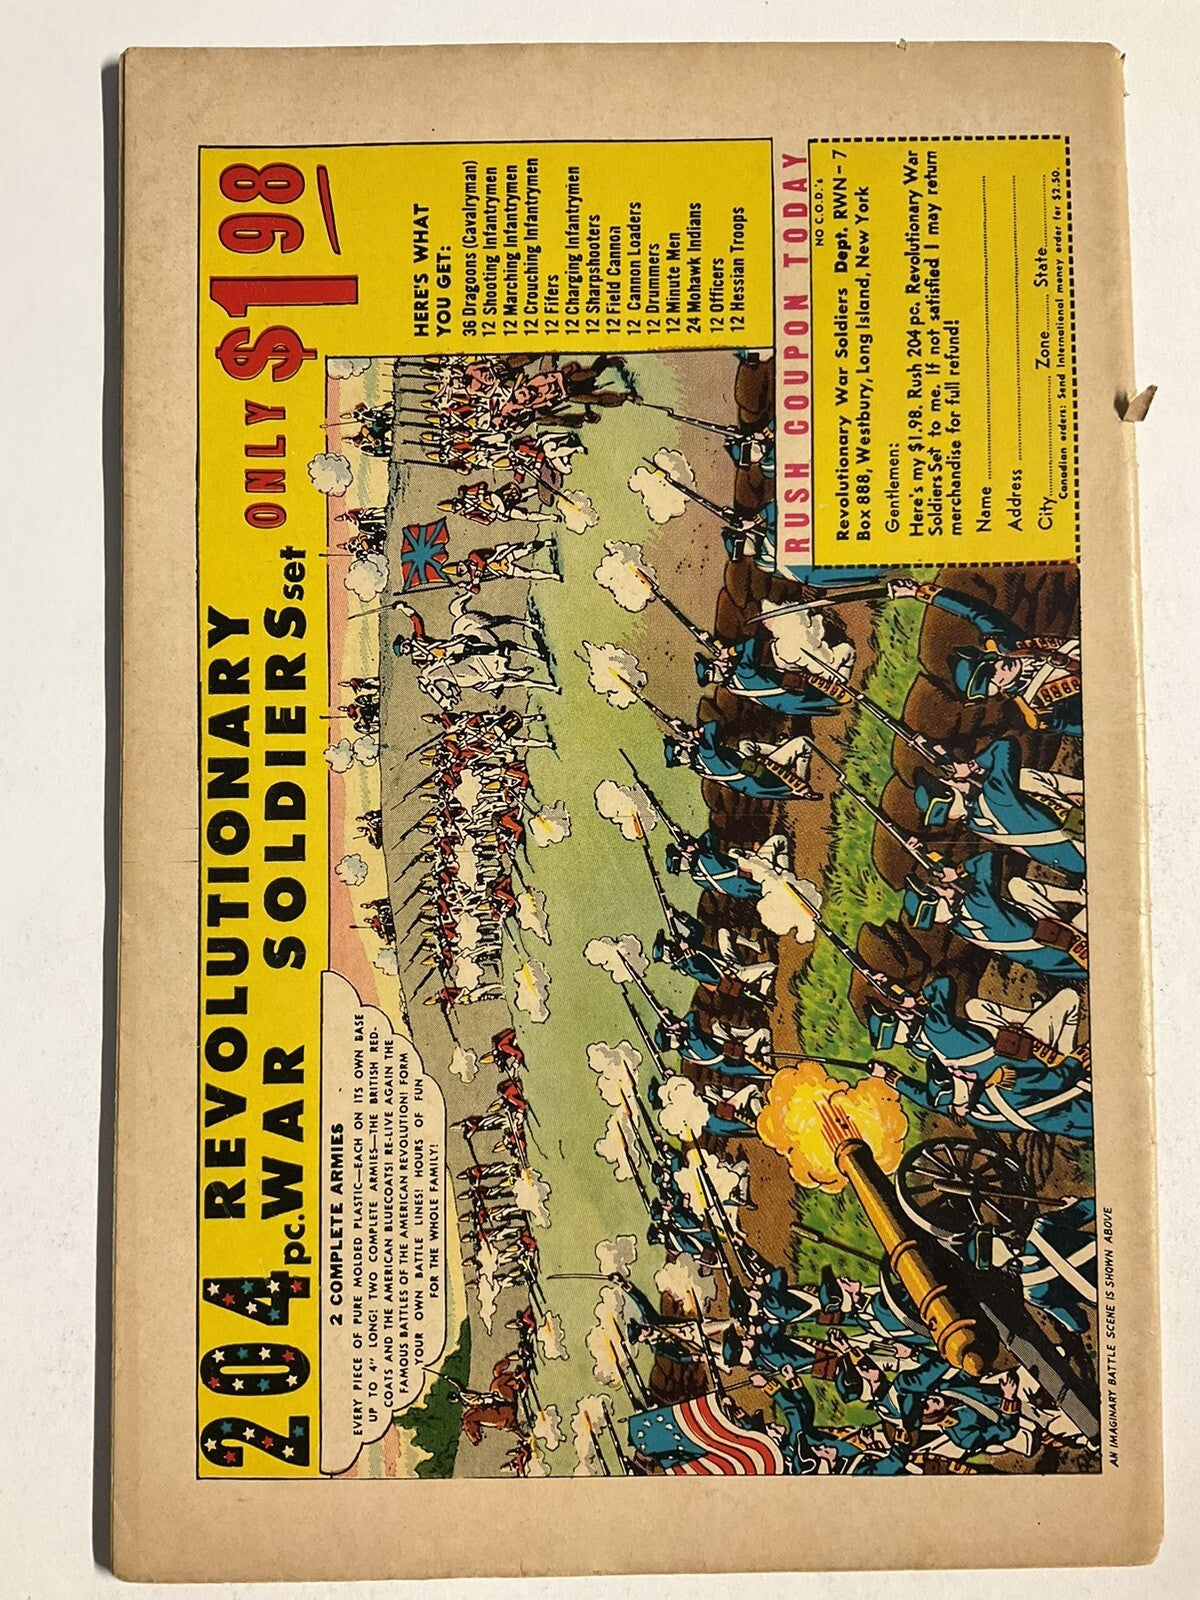 204 REVOLUTIONARY
pc. WAR SOLDIERS set ONLY $1 98
2 COMPLETE ARMIES
EVERY PIECE OF PURE MOLDED PLASTIC—EACH ON ITS OWN BASE
UP TO 4" LONG! TWO COMPLETE ARMIES—THE BRITISH RED-
COATS AND THE AMERICAN BLUECOATS! RE-LIVE AGAIN THE
FAMOUS BATTLES OF THE AMERICAN REVOLUTION! FORM
YOUR OWN BATTLE LINES! HOURS OF FUN
FOR THE WHOLE FAMILY!
HERE'S WHAT
YOU GET:
36 Dragoons (Cavalryman)
12 Shooting Infantrymen
12 Marching Infantrymen
12 Crouching Infantrymen
12 Fifers
12 Charging Infantrymen
12 Sharpshooters
12 Field Cannon
12 Cannon Loaders
12 Drummers
12 Minute Men
24 Mohawk Indians
12 Officers
12 Hessian Troops
RUSH COUPON TODAY
NO C.O.D.'s
Revolutionary War Soldiers Dept. RWN-7
Box 888, Westbury, Long Island, New York
Gentlemen:
Here's my $1.98. Rush 204 pc. Revolutionary War
Soldiers Set to me. If not satisfied I may return
merchandise for full refund!
Name
Address
City Zone State
Canadian orders: Send international money order for $2.50.
AN IMAGINARY BATTLE SCENE IS SHOWN ABOVE